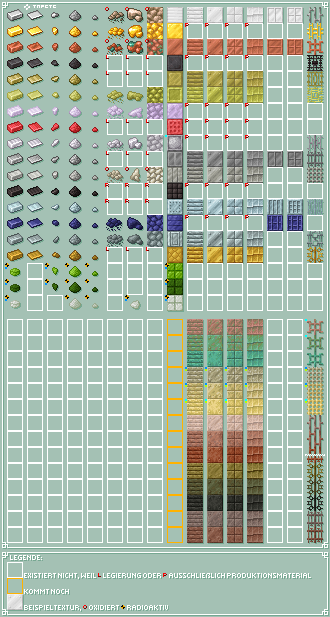 TAPETE
LEGENDE:
EXISTIERT NICHT, WEIL L LEGIERUNG ODER P AUSSCHLIEßLICH PRODUKTIONSMATERIAL
KOMMT NOCH
BEISPIELTEXTUR, OXIDIERT RADIOAKTIV